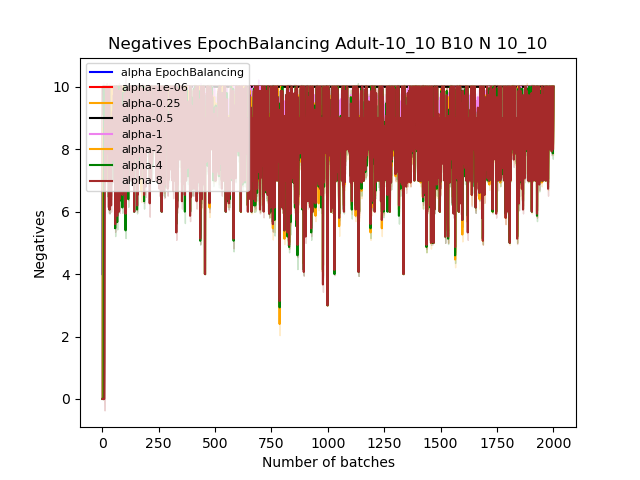 Negatives EpochBalancing Adult-10_10 B10 N 10_10
alpha EpochBalancing
alpha-1e-06
alpha-0.25
alpha-0.5
alpha-1
alpha-2
alpha-4
alpha-8
10
8
6
4
2
0
Negatives
0 250 500 750 1000 1250 1500 1750 2000
Number of batches